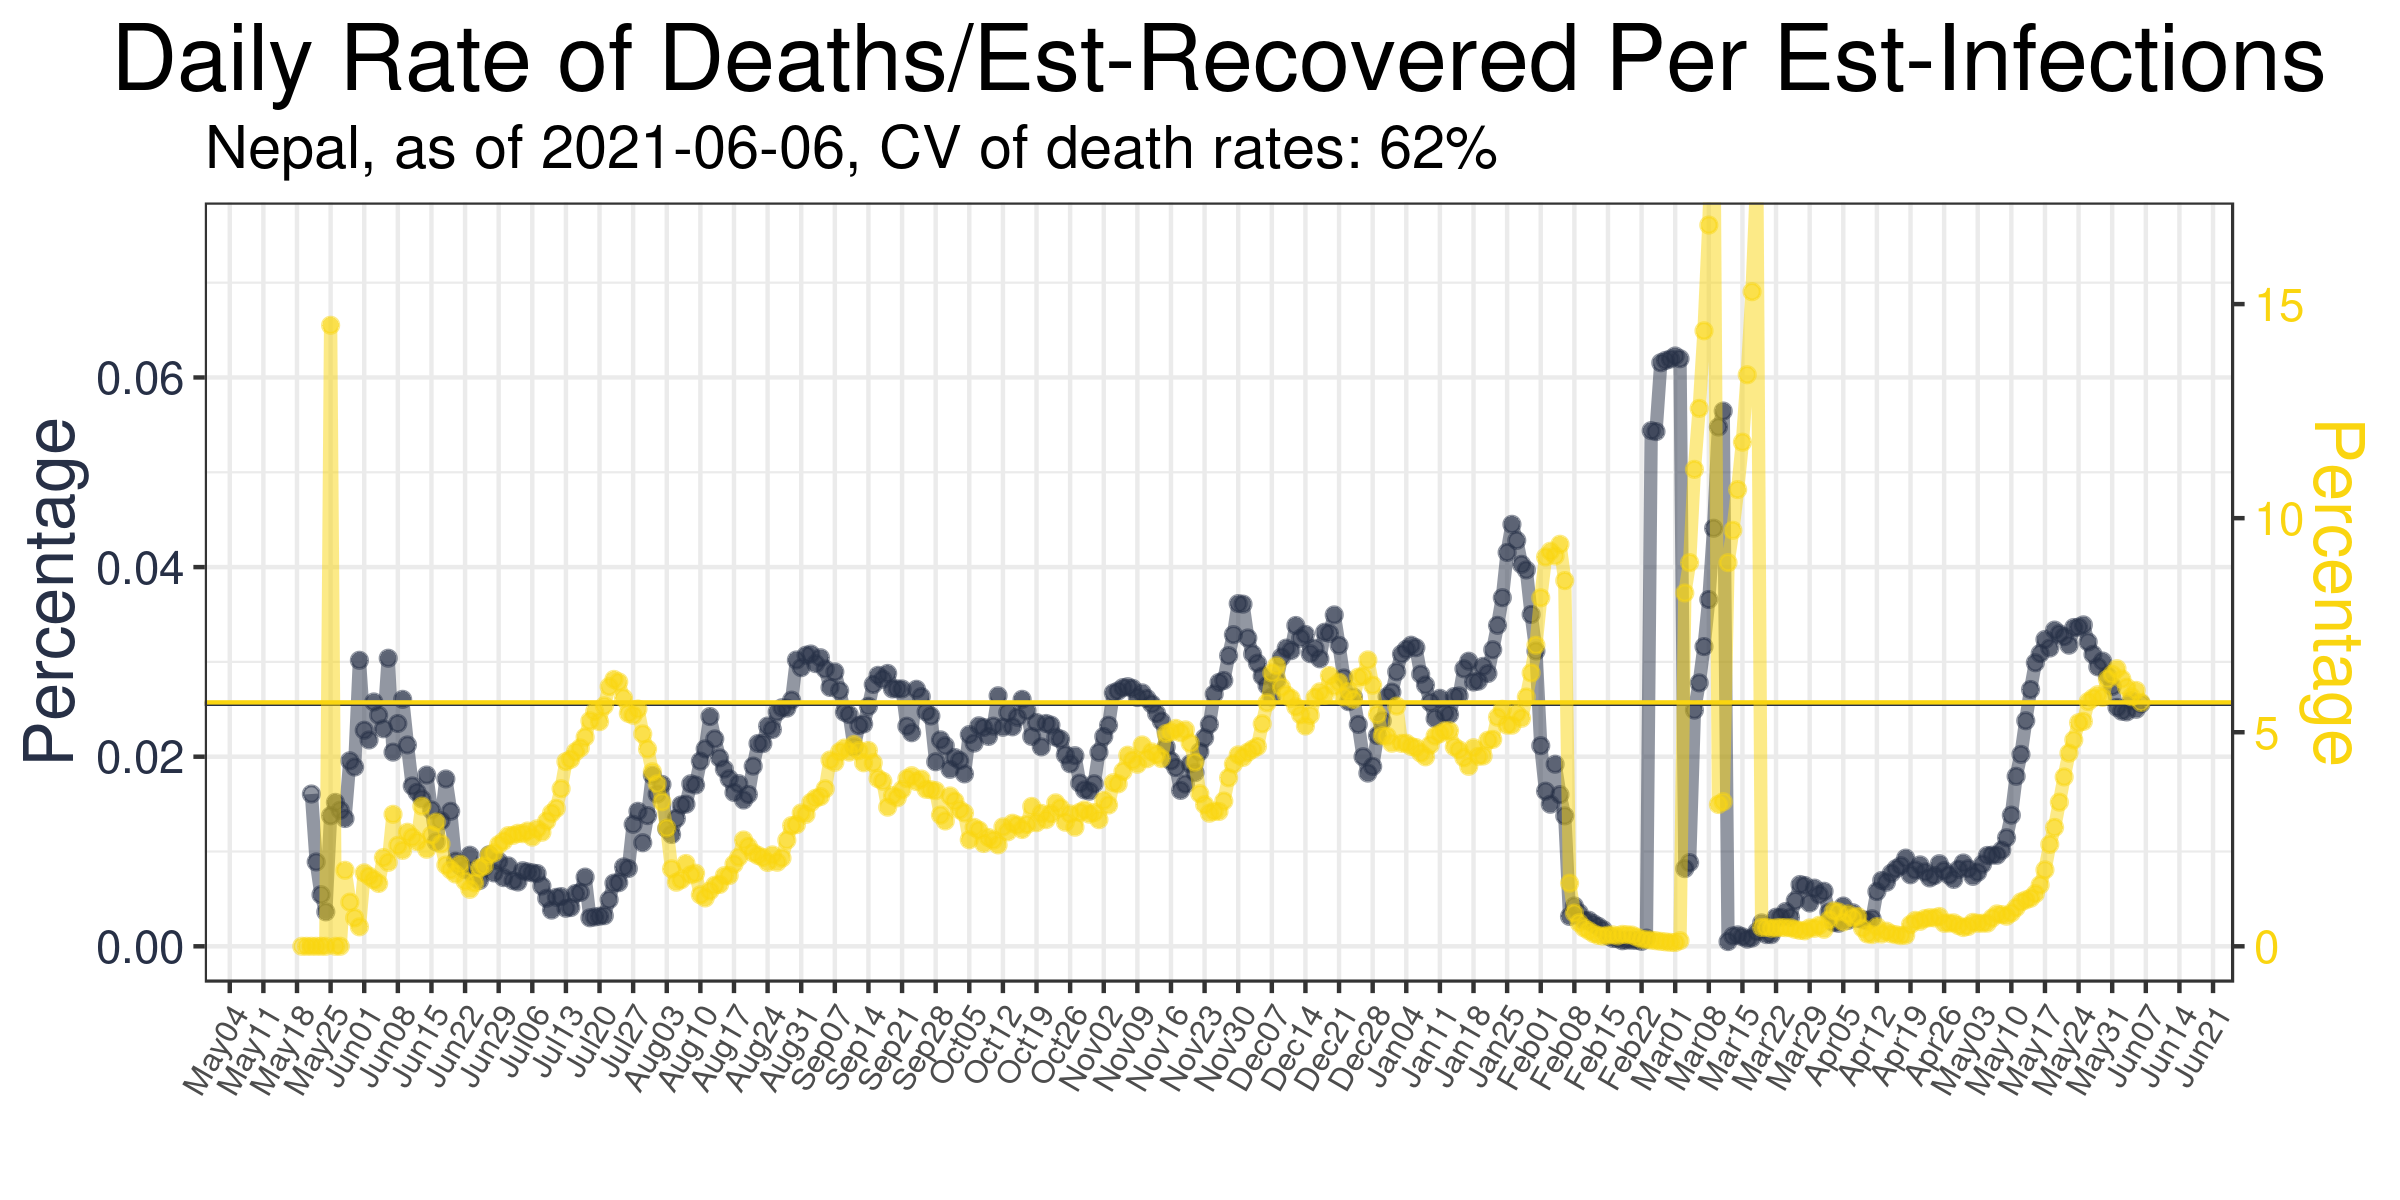 Daily Rate of Deaths/Est-Recovered Per Est-Infections
Nepal, as of 2021-06-06, CV of death rates: 62%
Percentage
0.06
0.04
0.02
0.00
15
10
5
0
Percentage
May04
May11
May18
May25
Jun01
Jun08
Jun15
Jun22
Jun29
Jul06
Jul13
Jul20
Jul27
Aug03
Aug10
Aug17
Aug24
Aug31
Sep07
Sep14
Sep21
Sep28
Oct05
Oct12
Oct19
Oct26
Nov02
Nov09
Nov16
Nov23
Nov30
Dec07
Dec14
Dec21
Dec28
Jan04
Jan11
Jan18
Jan25
Feb01
Feb08
Feb15
Feb22
Mar01
Mar08
Mar15
Mar22
Mar29
Apr05
Apr12
Apr19
Apr26
May03
May10
May17
May24
May31
Jun07
Jun14
Jun21